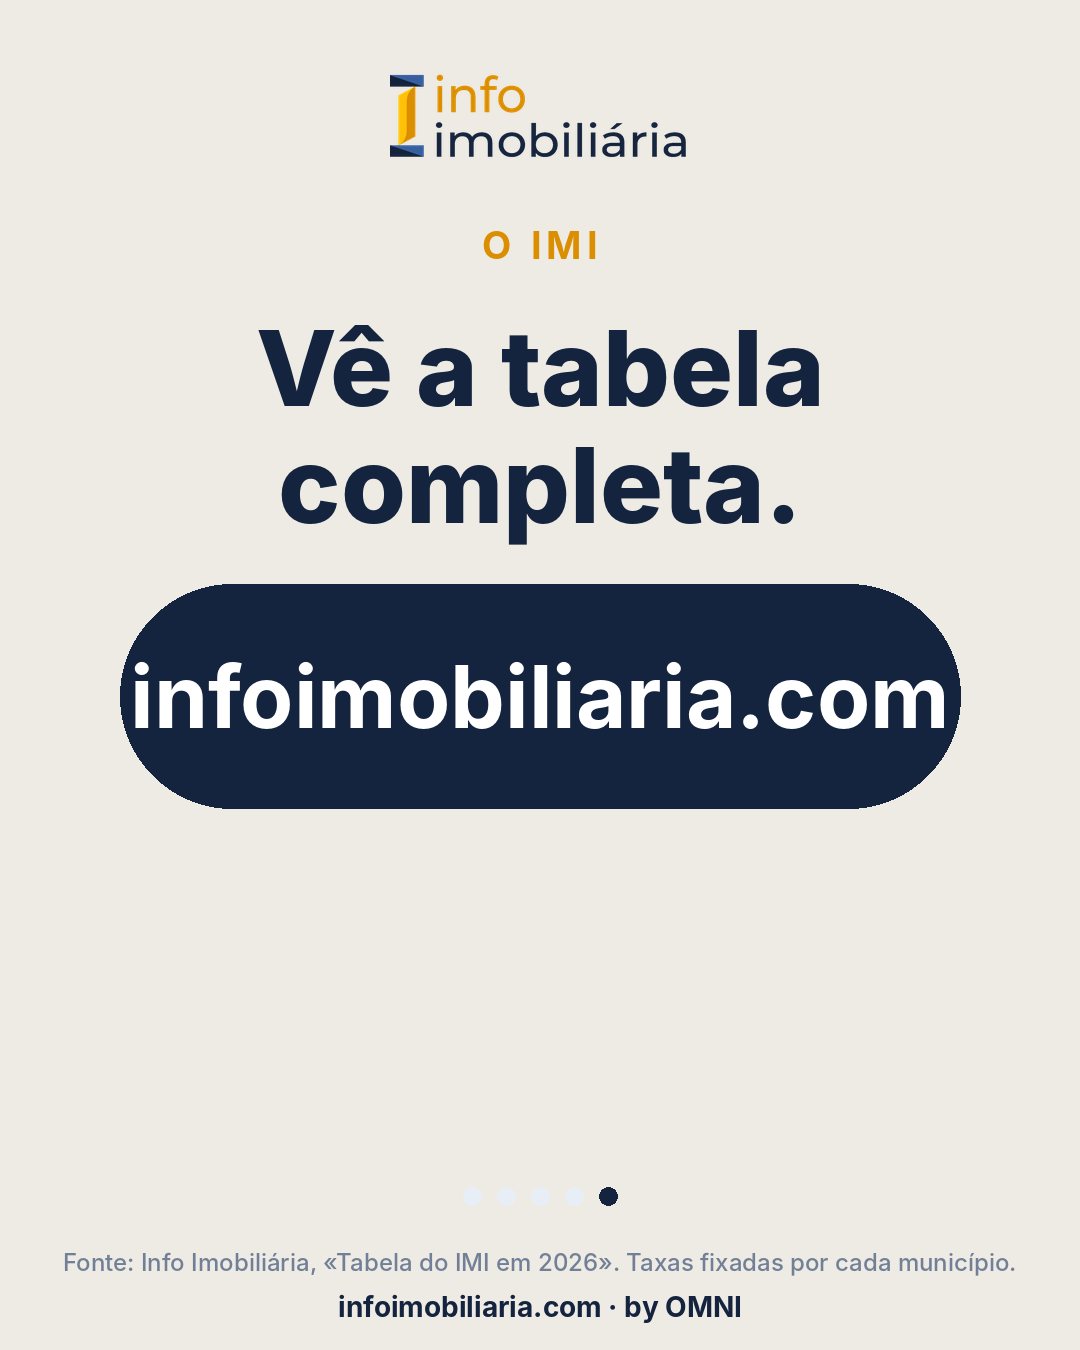 info
imobiliária
O IMI
Vê a tabela
completa.
infoimobiliaria.com
Fonte: Info Imobiliária, «Tabela do IMI em 2026». Taxas fixadas por cada município.
infoimobiliaria.com · by OMNI